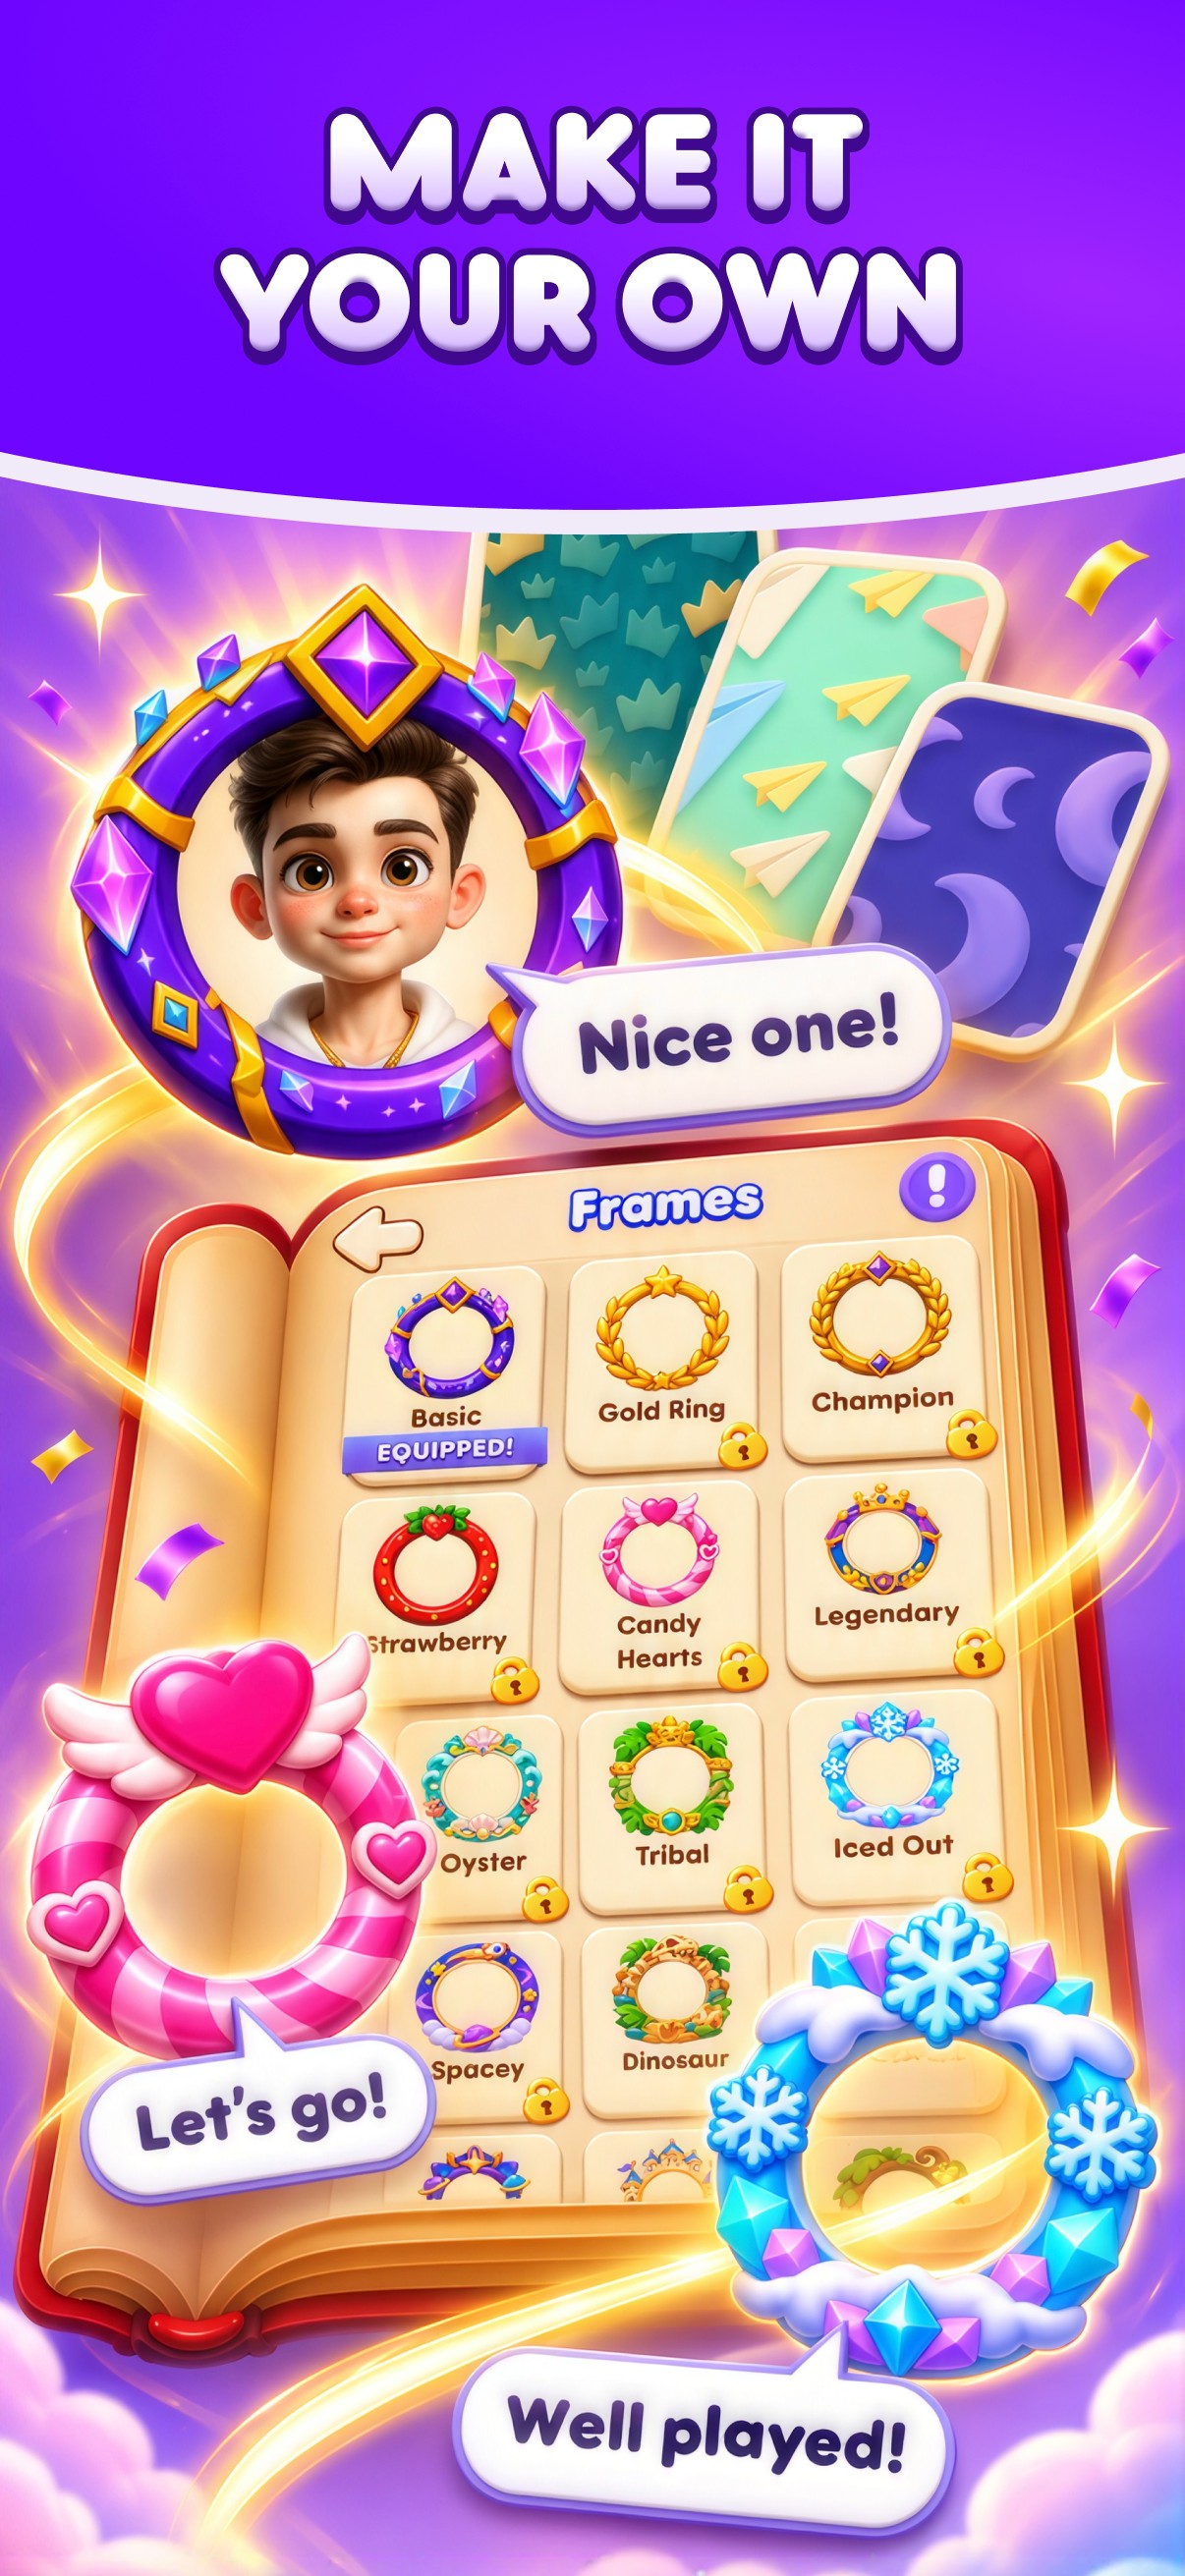 MAKE IT
YOUR OWN
Nice one!
Frames
!
Basic
EQUIPPED!
Gold Ring
Champion
Strawberry
Candy
Hearts
Legendary
Oyster
Tribal
Iced Out
Spacey
Dinosaur
Let's go!
Well played!